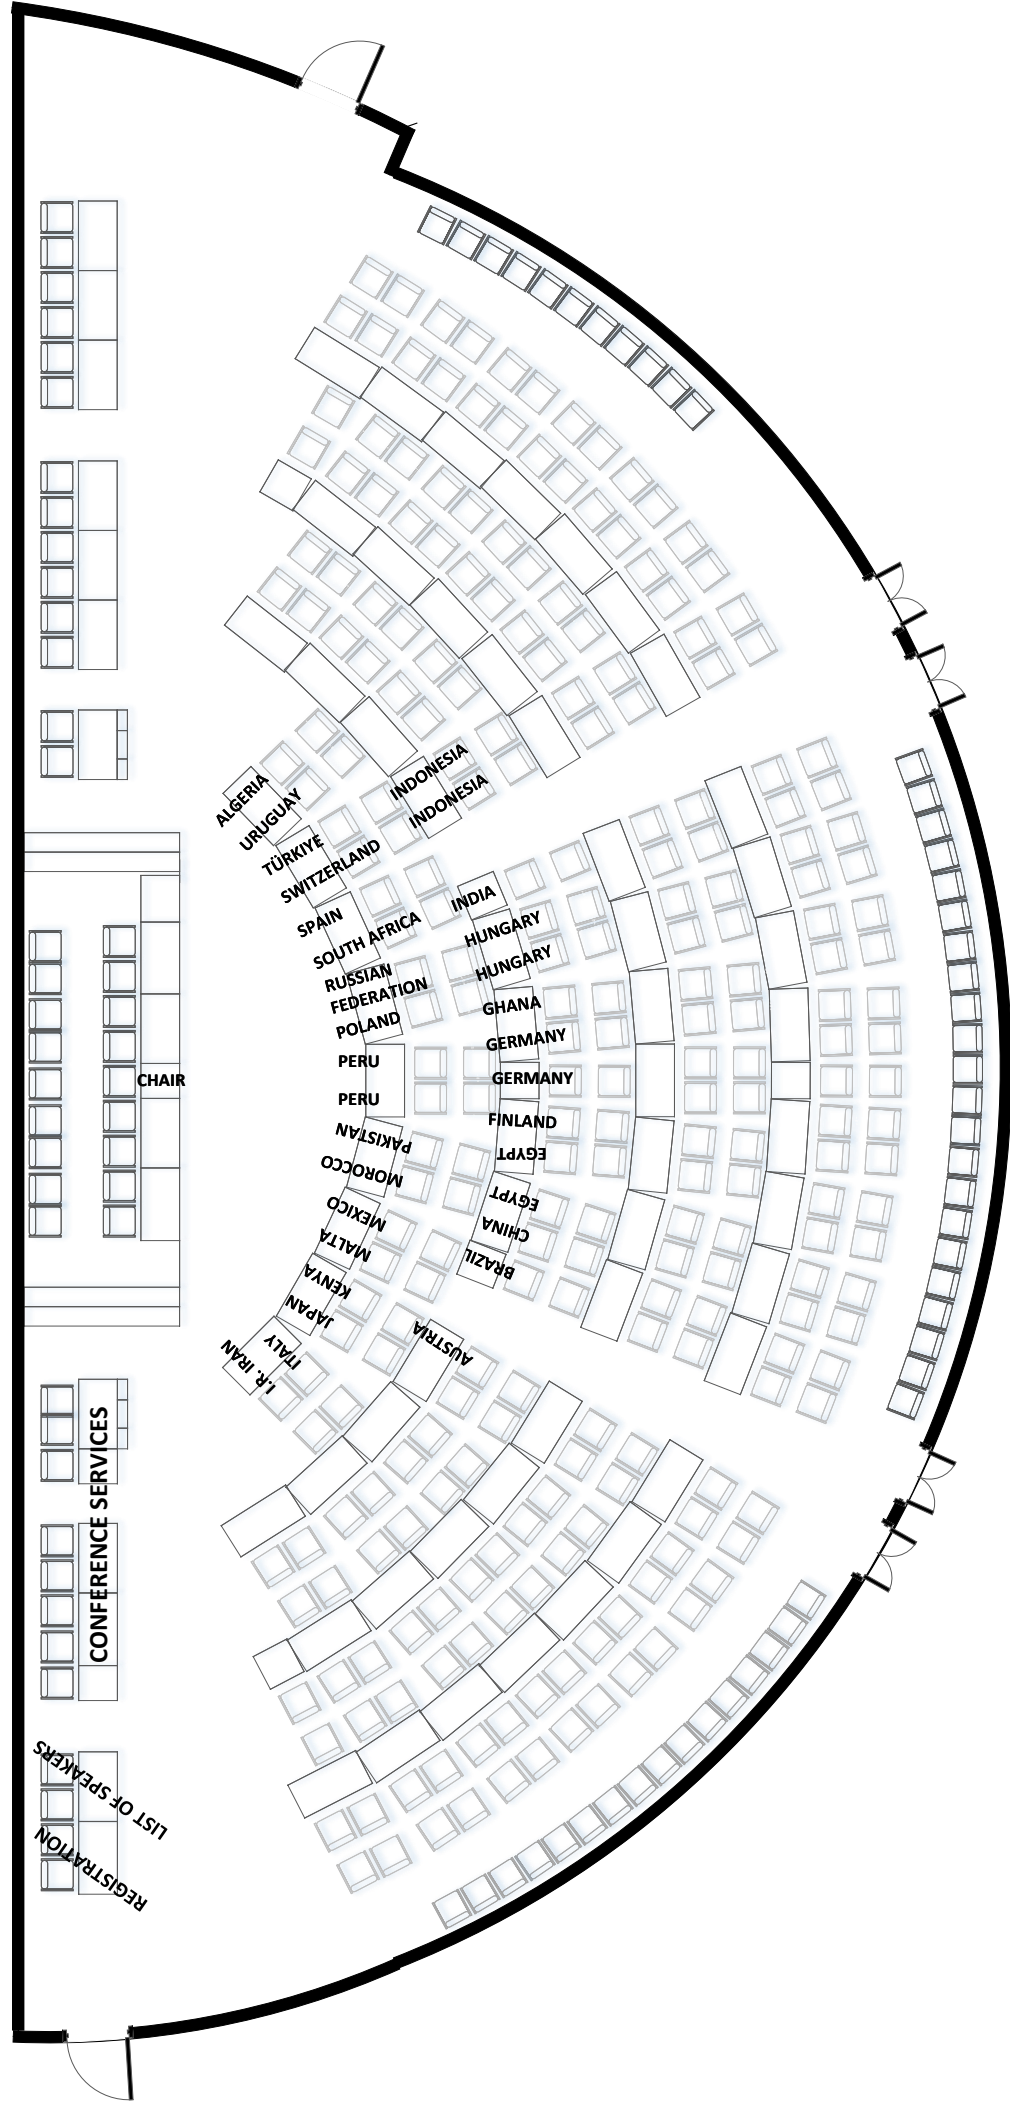 ALGERIA
URUGUAY
TÜRKIYE
SWITZERLAND
SPAIN
SOUTH AFRICA
RUSSIAN
FEDERATION
POLAND
PERU
PERU
PAKISTAN
MOROCCO
MEXICO
MALTA
KENYA
JAPAN
ITALY
I.R. IRAN
INDONESIA
INDONESIA
INDIA
HUNGARY
HUNGARY
GHANA
GERMANY
GERMANY
FINLAND
EGYPT
EGYPT
CHINA
BRAZIL
AUSTRIA
CHAIR
CONFERENCE SERVICES
LIST OF SPEAKERS
REGISTRATION